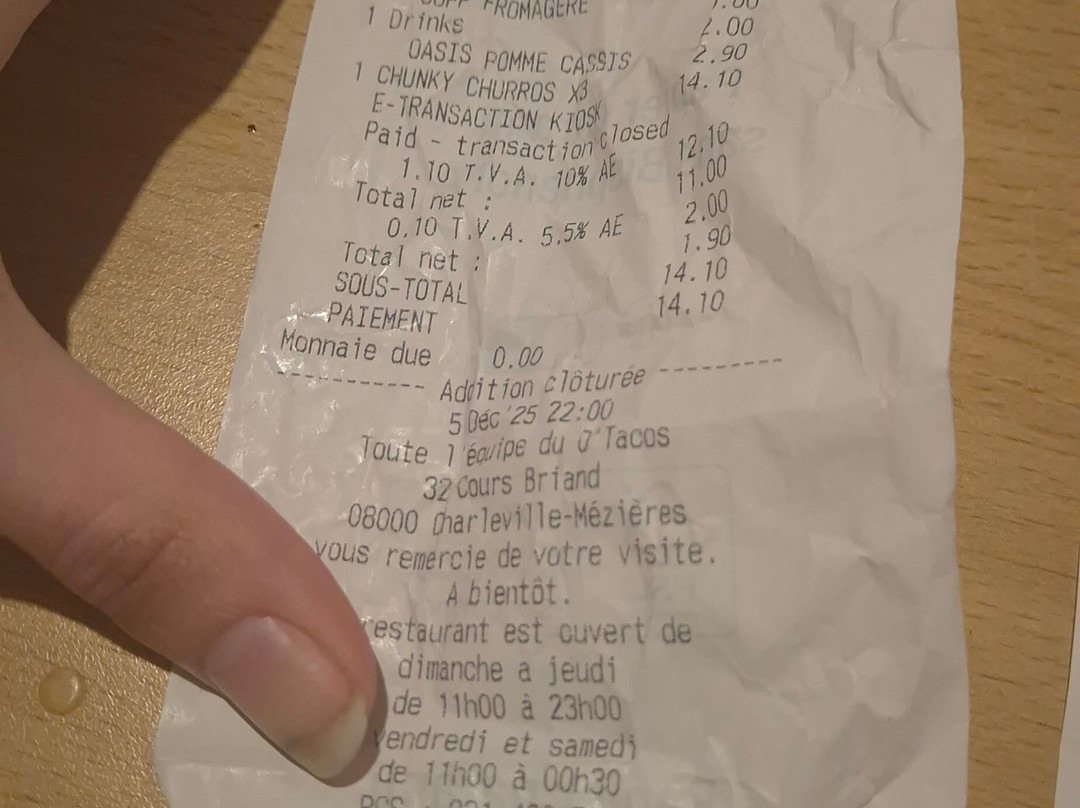 FROMAGERE 1.00
1 Drinks 2.00
OASIS POMME CASSIS 2.90
1 CHUNKY CHURROS X3 14.10
E-TRANSACTION KIOSK
Paid - transaction closed
1.10 T.V.A. 10% AE 12.10
Total net : 11.00
0.10 T.V.A. 5.5% AE 2.00
Total net : 1.90
SOUS-TOTAL 14.10
PAIEMENT 14.10
Monnaie due 0.00
----------- Addition clôturée -----------
5 Déc '25 22:00
Toute l'équipe du O'Tacos
32 Cours Briand
08000 Charleville-Mézières
vous remercie de votre visite.
A bientôt.
restaurant est ouvert de
dimanche a jeudi
de 11h00 à 23h00
vendredi et samedi
de 11h00 à 00h30